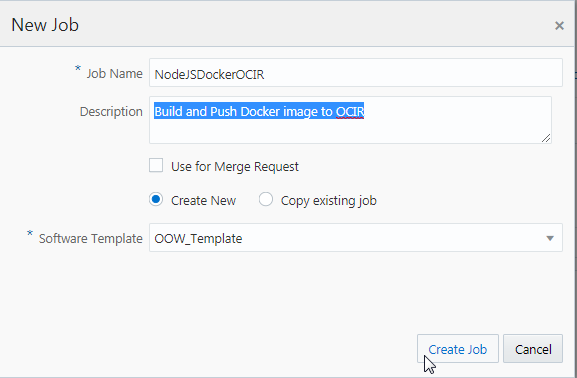 New Job
* Job Name NodeJSDockerOCIR
Description Build and Push Docker image to OCIR
Use for Merge Request
Create New Copy existing job
* Software Template OOW_Template
Create Job Cancel